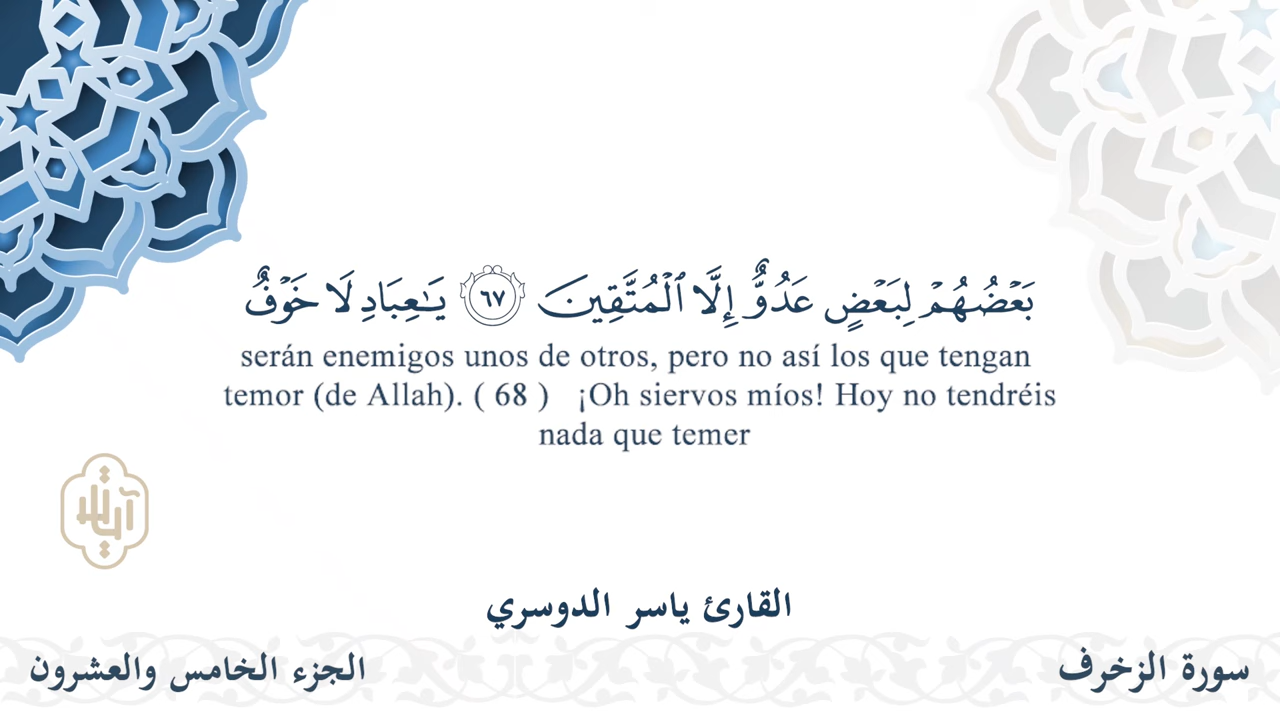 بَعْضُهُمْ لِبَعْضٍ عَدُوٌّ إِلَّا ٱلْمُتَّقِينَ ٦٧ يَـٰعِبَادِ لَا خَوْفٌ
serán enemigos unos de otros, pero no así los que tengan
temor (de Allah). ( 68 ) ¡Oh siervos míos! Hoy no tendréis
nada que temer
القارئ ياسر الدوسري
سورة الزخرف
الجزء الخامس والعشرون